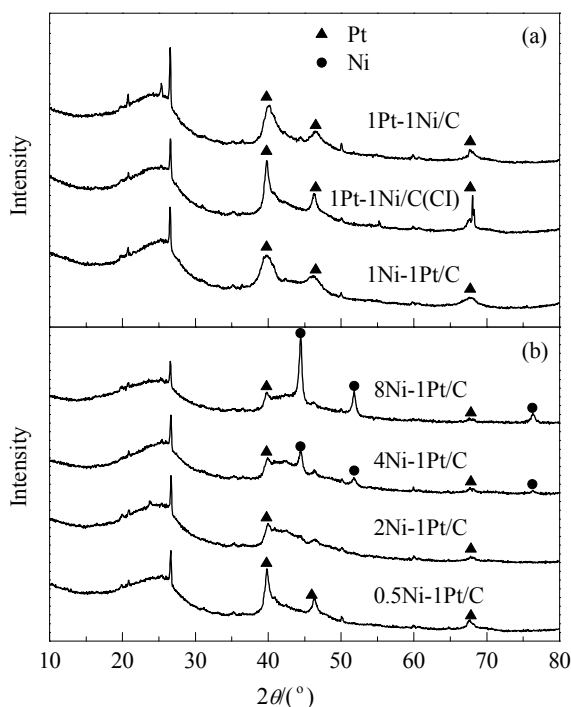 (a)
▲ Pt
● Ni
1Pt-1Ni/C
1Pt-1Ni/C(CI)
1Ni-1Pt/C
Intensity
(b)
8Ni-1Pt/C
4Ni-1Pt/C
2Ni-1Pt/C
0.5Ni-1Pt/C
Intensity
10 20 30 40 50 60 70 80
2θ/(°)